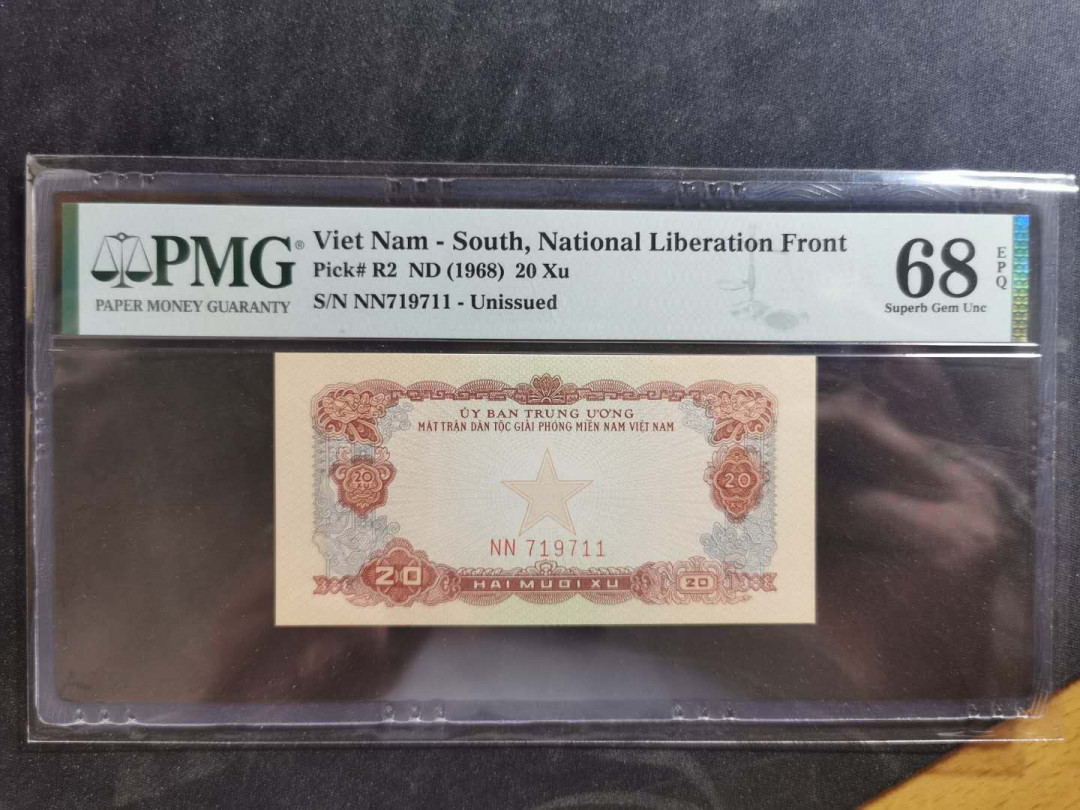 PMG®
PAPER MONEY GUARANTY
Viet Nam - South, National Liberation Front
Pick# R2 ND (1968) 20 Xu
S/N NN719711 - Unissued
68
EPQ
Superb Gem Unc
ỦY BAN TRUNG ƯƠNG
MẶT TRẬN DÂN TỘC GIẢI PHÓNG MIỀN NAM VIỆT NAM
20
XU
20
NN 719711
20
HAI MƯƠI XU
20